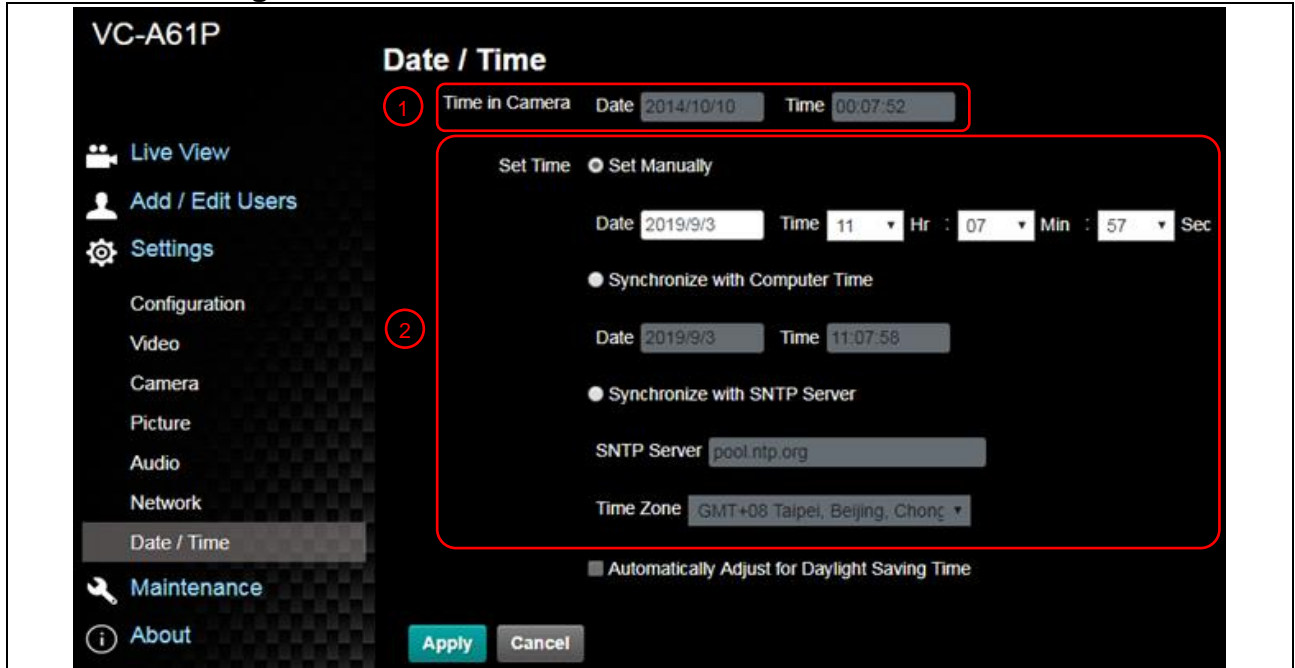 VC-A61P
Date / Time
1 Time in Camera Date 2014/10/10 Time 00:07:52
Live View
Set Time Set Manually
Add / Edit Users
Date 2019/9/3 Time 11 Hr : 07 Min : 57 Sec
Settings
Synchronize with Computer Time
Configuration
2
Video
Date 2019/9/3 Time 11:07:58
Camera
Synchronize with SNTP Server
Picture
Audio
SNTP Server pool.ntp.org
Network
Time Zone GMT+08 Taipei, Beijing, Chong
Date / Time
Automatically Adjust for Daylight Saving Time
Maintenance
About
Apply Cancel